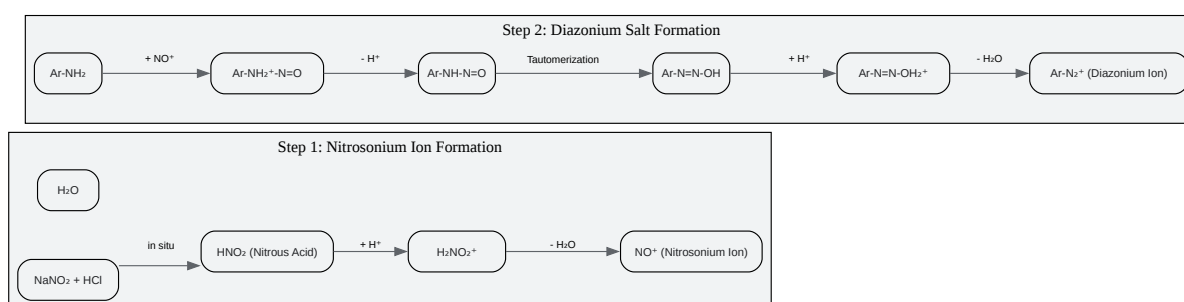 Step 2: Diazonium Salt Formation
Ar-NH₂
+ NO⁺
Ar-NH₂⁺-N=O
- H⁺
Ar-NH-N=O
Tautomerization
Ar-N=N-OH
+ H⁺
Ar-N=N-OH₂⁺
- H₂O
Ar-N₂⁺ (Diazonium Ion)
Step 1: Nitrosonium Ion Formation
H₂O
NaNO₂ + HCl
in situ
HNO₂ (Nitrous Acid)
+ H⁺
H₂NO₂⁺
- H₂O
NO⁺ (Nitrosonium Ion)